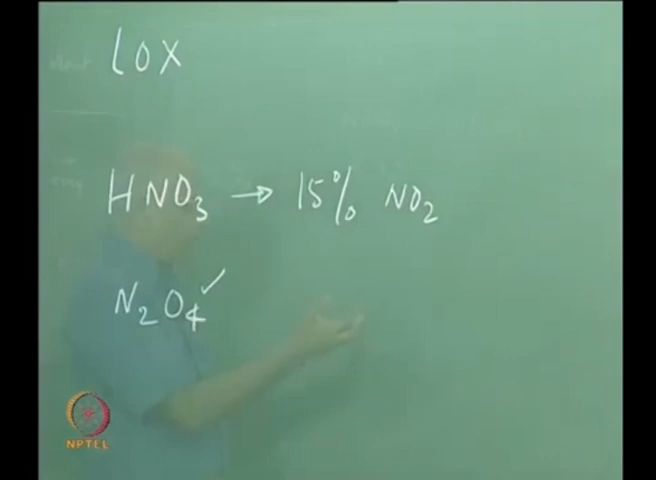 LOX
HNO3 → 15% NO2
N2O4 ✓
NPTEL